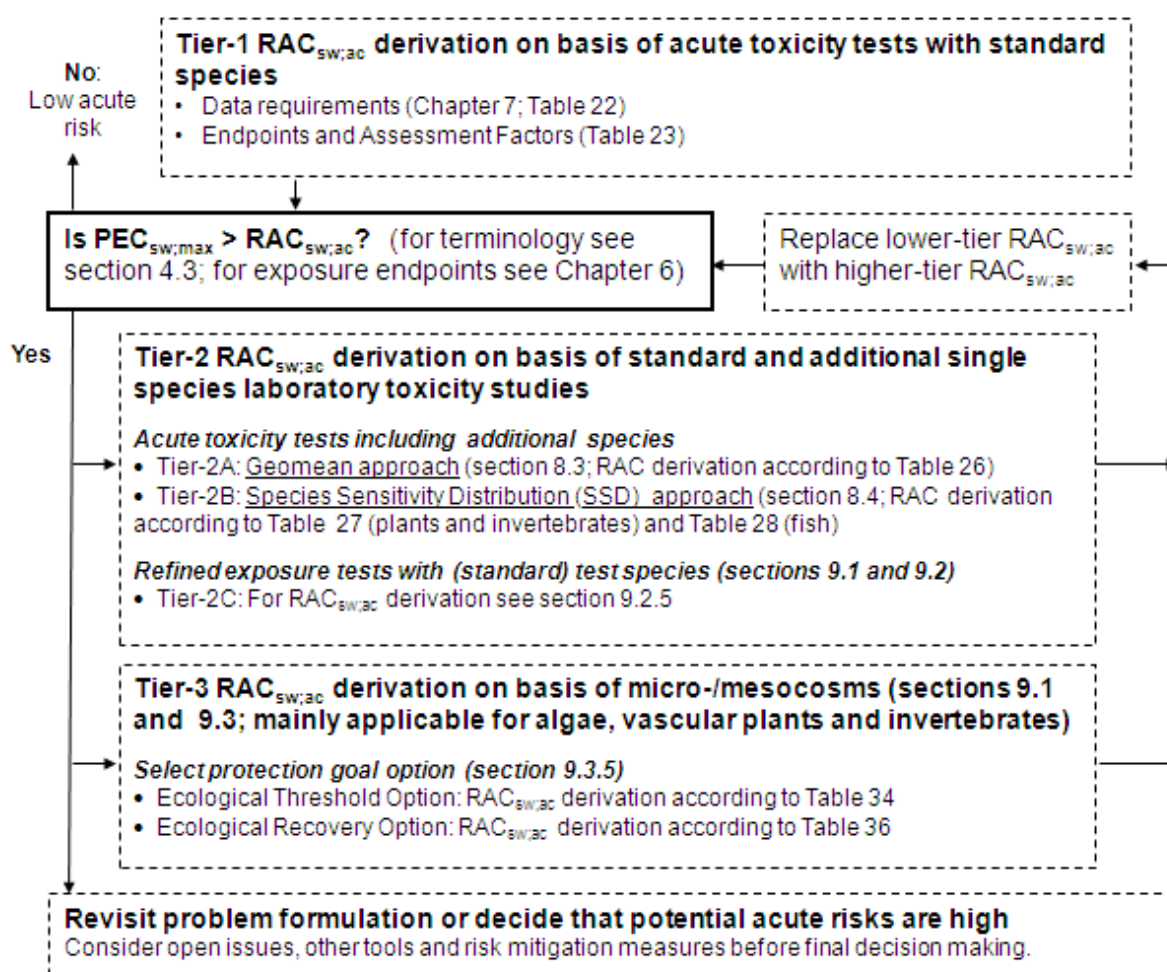 Tier-1 RACsw;ac derivation on basis of acute toxicity tests with standard
species
• Data requirements (Chapter 7; Table 22)
• Endpoints and Assessment Factors (Table 23)
No:
Low acute
risk
Is PECsw;max > RACsw;ac? (for terminology see
section 4.3; for exposure endpoints see Chapter 6)
Replace lower-tier RACsw;ac
with higher-tier RACsw;ac
Yes
Tier-2 RACsw;ac derivation on basis of standard and additional single
species laboratory toxicity studies
Acute toxicity tests including additional species
• Tier-2A: Geomean approach (section 8.3; RAC derivation according to Table 26)
• Tier-2B: Species Sensitivity Distribution (SSD) approach (section 8.4; RAC derivation
according to Table 27 (plants and invertebrates) and Table 28 (fish)
Refined exposure tests with (standard) test species (sections 9.1 and 9.2)
• Tier-2C: For RACsw;ac derivation see section 9.2.5
Tier-3 RACsw;ac derivation on basis of micro-/mesocosms (sections 9.1
and 9.3; mainly applicable for algae, vascular plants and invertebrates)
Select protection goal option (section 9.3.5)
• Ecological Threshold Option: RACsw;ac derivation according to Table 34
• Ecological Recovery Option: RACsw;ac derivation according to Table 36
Revisit problem formulation or decide that potential acute risks are high
Consider open issues, other tools and risk mitigation measures before final decision making.